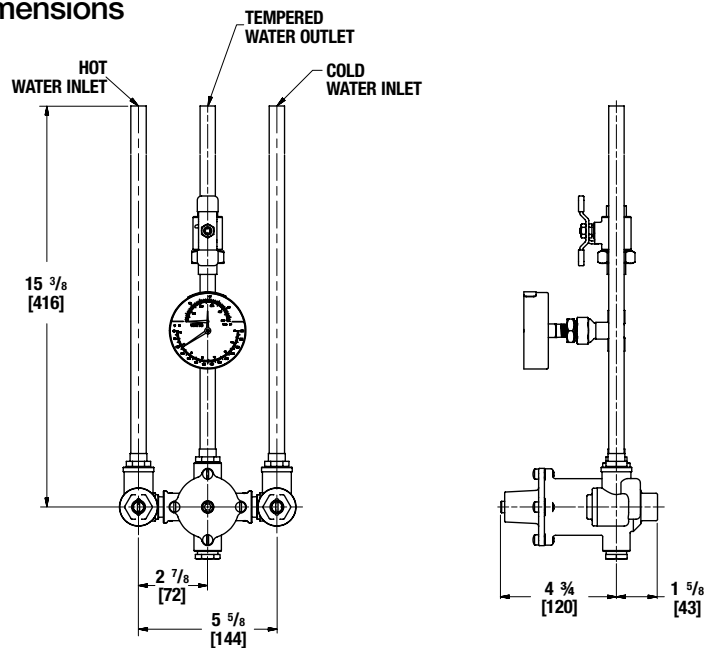 mensions
TEMPERED
WATER OUTLET
HOT
WATER INLET
COLD
WATER INLET
15 3/8
[416]
2 7/8
[72]
5 5/8
[144]
4 ¾
[120]
1 5/8
[43]